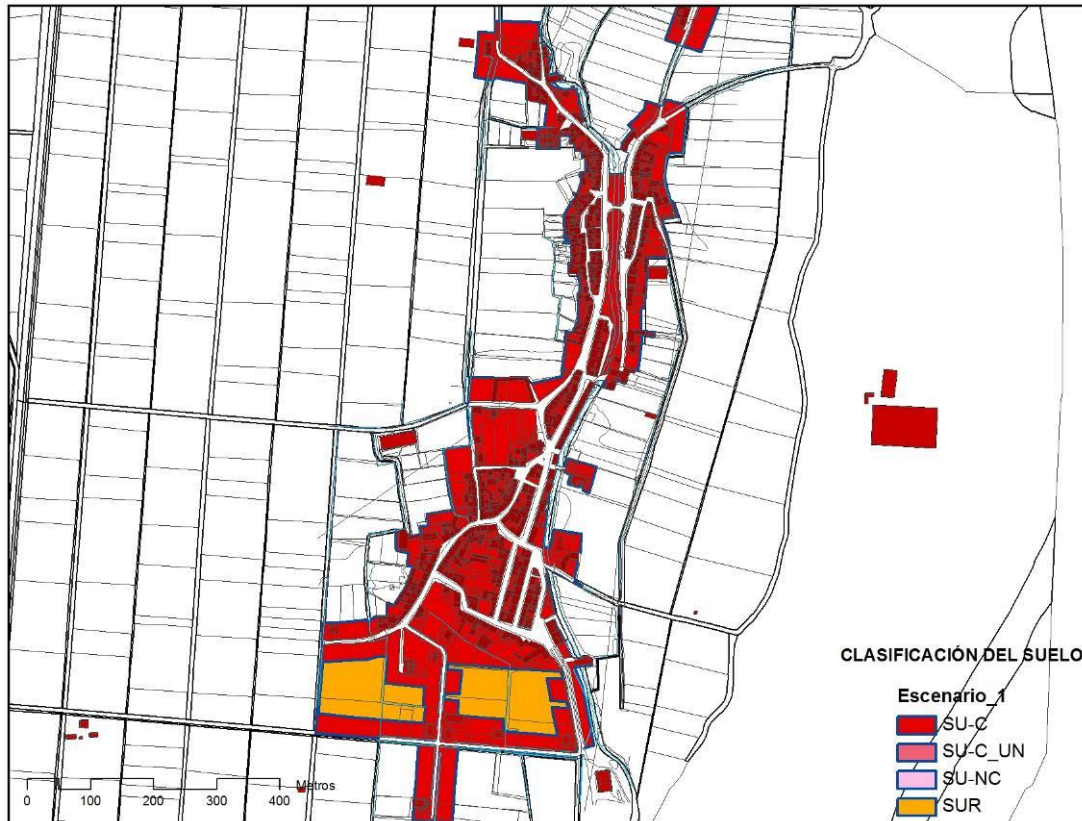 CLASIFICACIÓN DEL SUELO
Escenario_1
SU-C
SU-C_UN
SU-NC
SUR
Metros
0 100 200 300 400